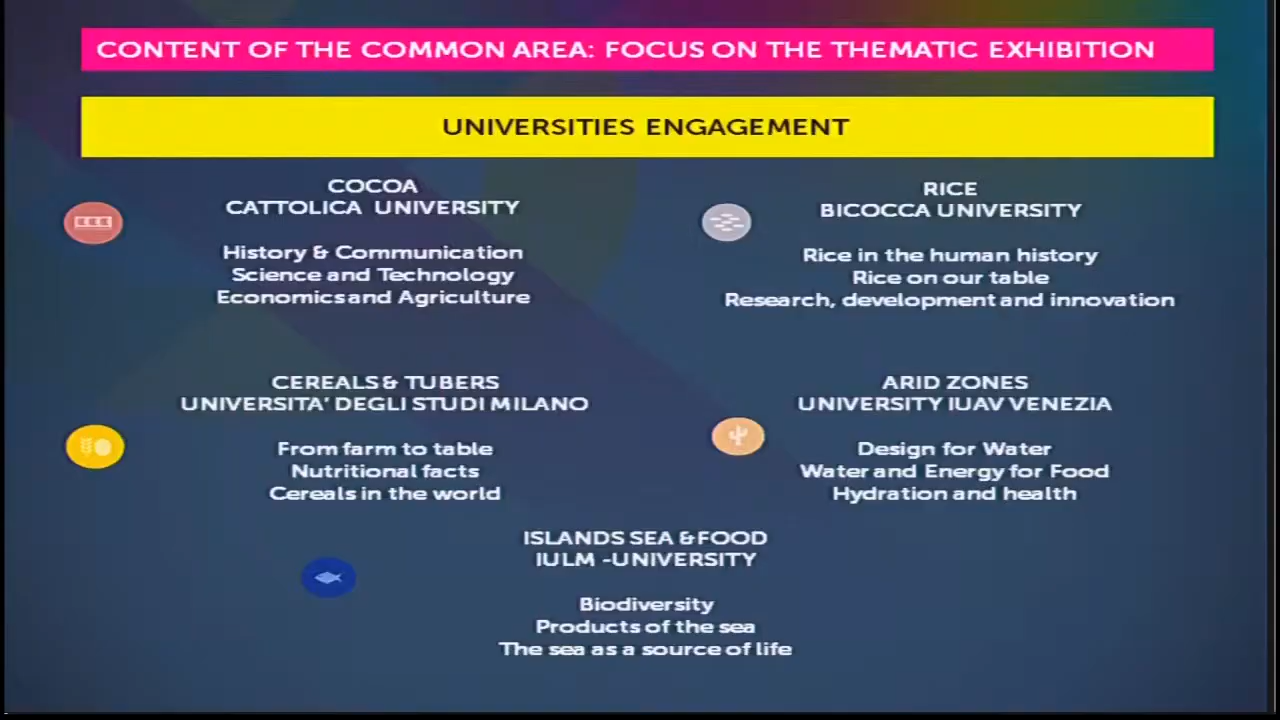 CONTENT OF THE COMMON AREA: FOCUS ON THE THEMATIC EXHIBITION
UNIVERSITIES ENGAGEMENT
COCOA
CATTOLICA UNIVERSITY
History & Communication
Science and Technology
Economics and Agriculture
RICE
BICOCCA UNIVERSITY
Rice in the human history
Rice on our table
Research, development and innovation
CEREALS & TUBERS
UNIVERSITA' DEGLI STUDI MILANO
From farm to table
Nutritional facts
Cereals in the world
ARID ZONES
UNIVERSITY IUAV VENEZIA
Design for Water
Water and Energy for Food
Hydration and health
ISLANDS SEA & FOOD
IULM -UNIVERSITY
Biodiversity
Products of the sea
The sea as a source of life